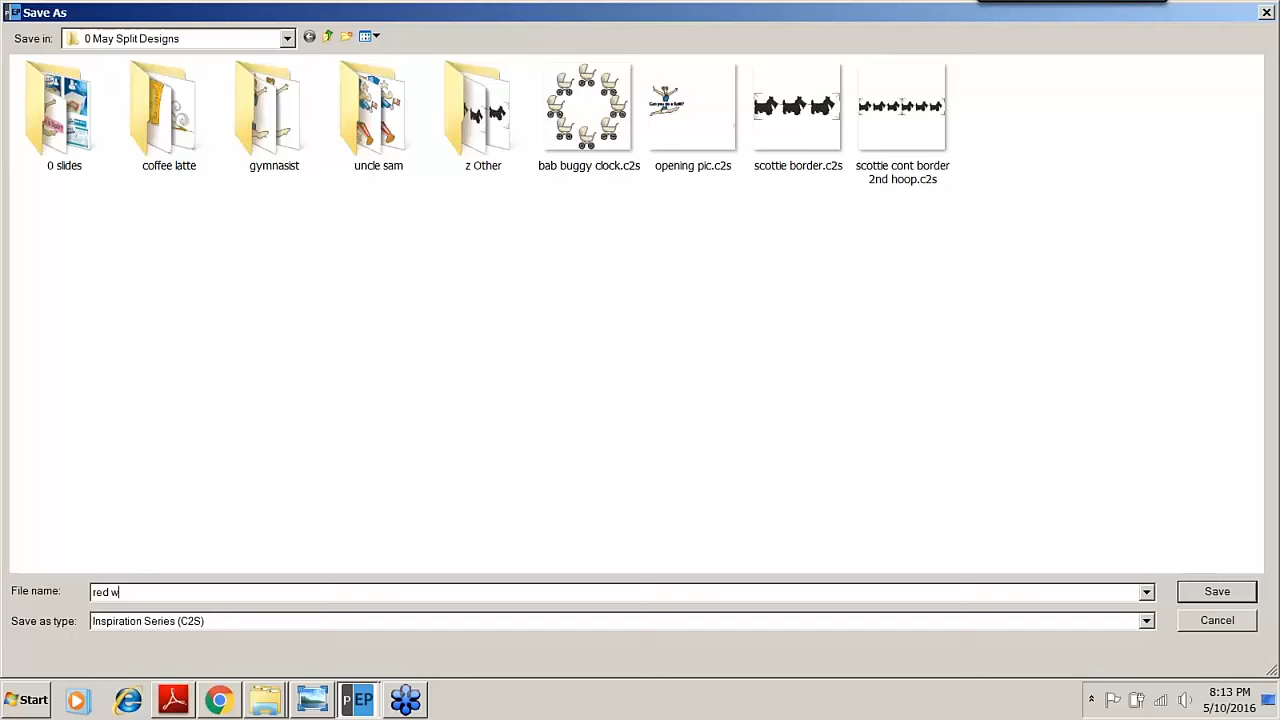 pEP Save As
Save in: 0 May Split Designs
0 slides
coffee latte
gymnasist
uncle sam
z Other
bab buggy clock.c2s
opening pic.c2s
scottie border.c2s
scottie cont border
2nd hoop.c2s
File name: red w Save
Save as type: Inspiration Series (C2S) Cancel
Start
pEP
8:13 PM
5/10/2016